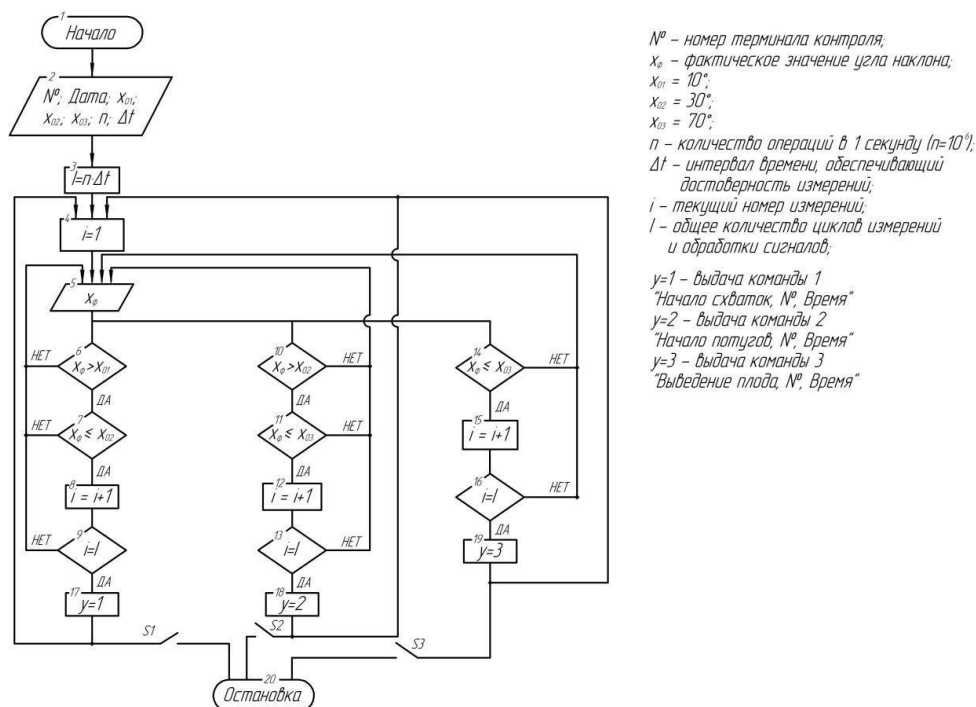 1
Начало
2
№; Дата; x₀₁;
x₀₂; x₀₃; n; Δt
3
l=n·Δt
4
i=1
5
xф
6
xф>x₀₁
НЕТ
ДА
7
xф ≤ x₀₂
НЕТ
ДА
8
i = i+1
9
i=l
НЕТ
ДА
17
y=1
10
xф>x₀₂
НЕТ
ДА
11
xф ≤ x₀₃
НЕТ
ДА
12
i = i+1
13
i=l
НЕТ
ДА
18
y=2
14
xф ≤ x₀₃
НЕТ
ДА
15
i = i+1
16
i=l
НЕТ
ДА
19
y=3
S1
S2
S3
20
Остановка
№ – номер терминала контроля;
xф – фактическое значение угла наклона;
x₀₁ = 10°;
x₀₂ = 30°;
x₀₃ = 70°;
n – количество операций в 1 секунду (n=10⁶);
Δt – интервал времени, обеспечивающий
достоверность измерений;
i – текущий номер измерений;
l – общее количество циклов измерений
и обработки сигналов;
y=1 – выдача команды 1
"Начало схваток, №, Время"
y=2 – выдача команды 2
"Начало потугов, №, Время"
y=3 – выдача команды 3
"Выведение плода, №, Время"